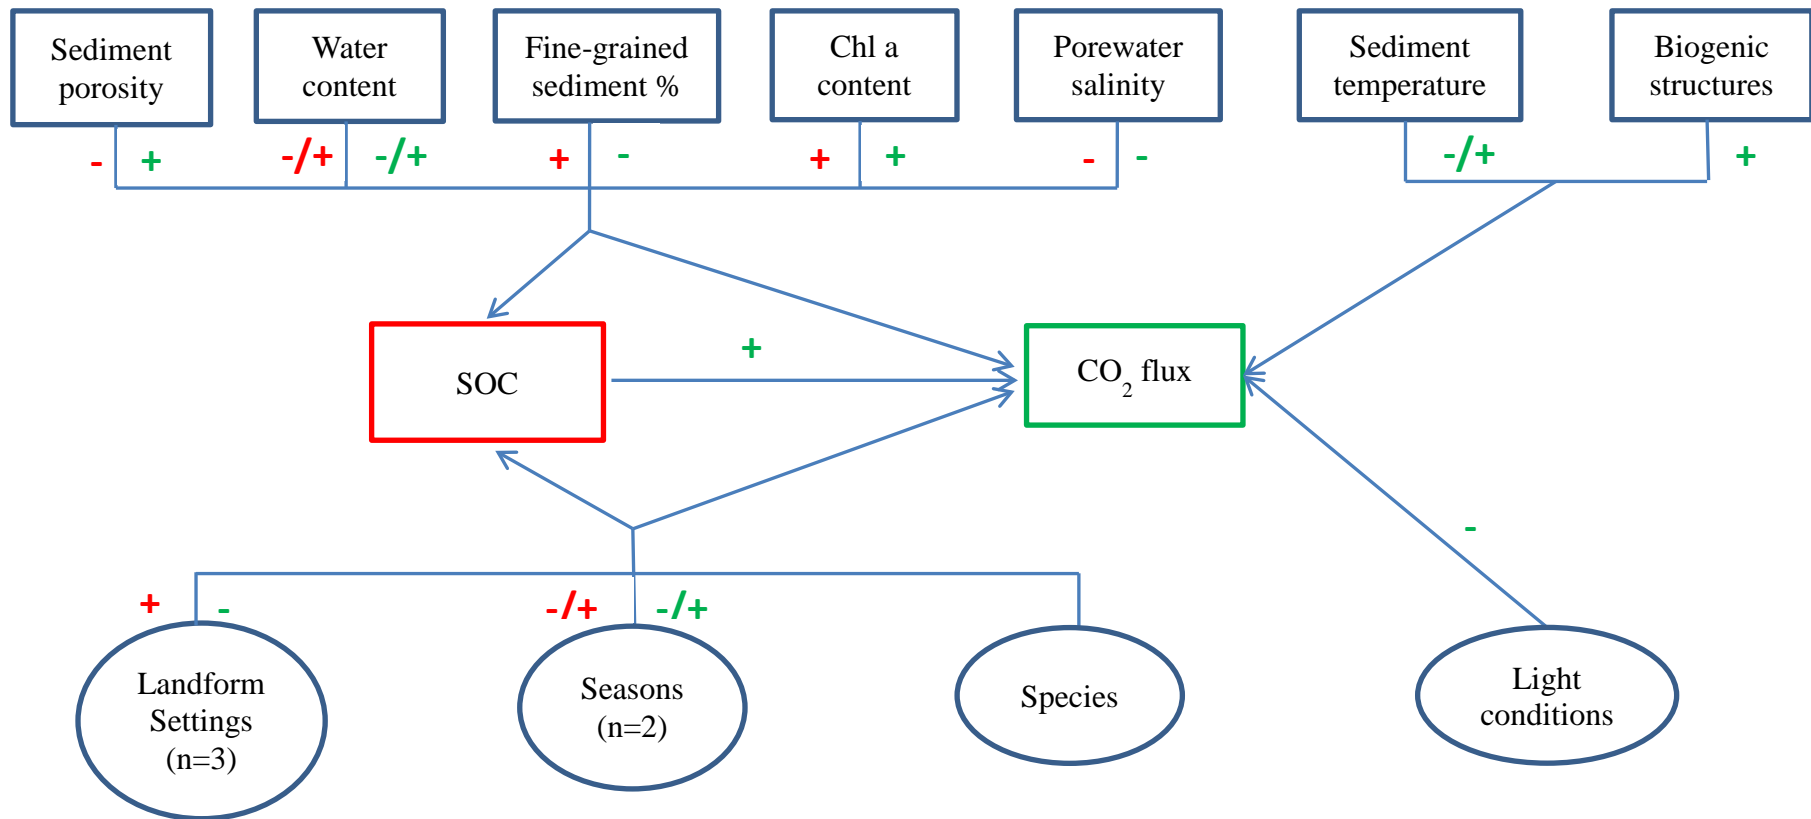 Sediment
porosity
Water
content
Fine-grained
sediment %
Chl a
content
Porewater
salinity
Sediment
temperature
Biogenic
structures
- +
-/+ -/+
+ -
+ +
- -
-/+
+
SOC
+
CO2 flux
-
+ -
-/+ -/+
Landform
Settings
(n=3)
Seasons
(n=2)
Species
Light
conditions